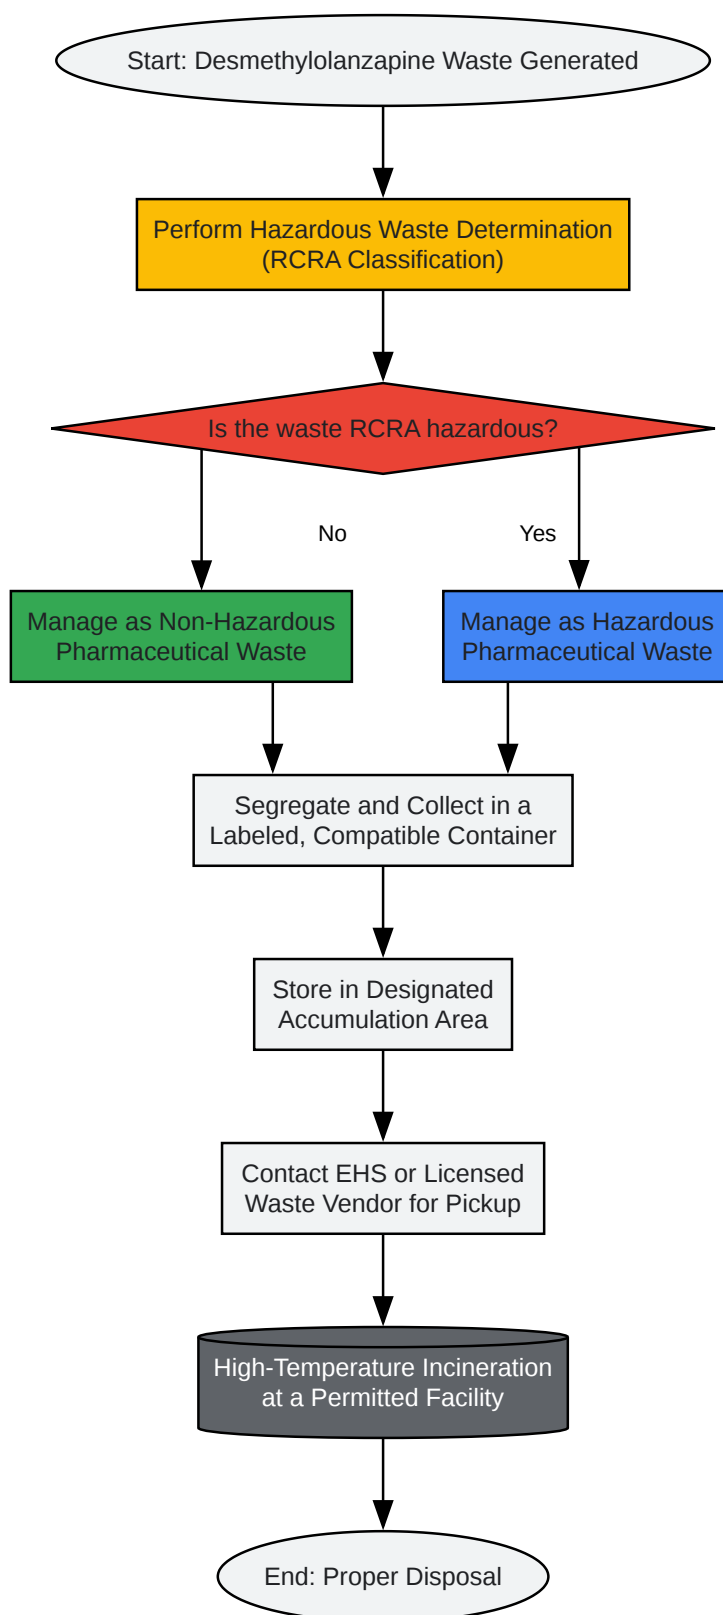 Start: Desmethylolanzapine Waste Generated
Perform Hazardous Waste Determination
(RCRA Classification)
Is the waste RCRA hazardous?
No
Yes
Manage as Non-Hazardous
Pharmaceutical Waste
Manage as Hazardous
Pharmaceutical Waste
Segregate and Collect in a
Labeled, Compatible Container
Store in Designated
Accumulation Area
Contact EHS or Licensed
Waste Vendor for Pickup
High-Temperature Incineration
at a Permitted Facility
End: Proper Disposal